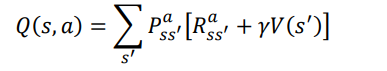 Q(s, a) = ∑_{s'} P^a_{ss'} [R^a_{ss'} + γV(s')]